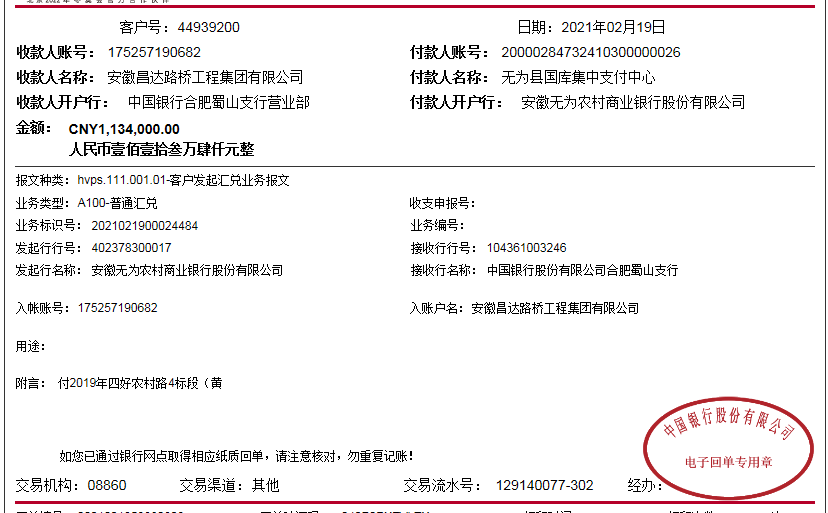 客户号：44939200 日期：2021年02月19日
收款人账号：175257190682 付款人账号：20000284732410300000026
收款人名称：安徽昌达路桥工程集团有限公司 付款人名称：无为县国库集中支付中心
收款人开户行：中国银行合肥蜀山支行营业部 付款人开户行：安徽无为农村商业银行股份有限公司
金额：CNY1,134,000.00
人民币壹佰壹拾叁万肆仟元整
报文种类：hvps.111.001.01-客户发起汇兑业务报文
业务类型：A100-普通汇兑 收支申报号：
业务标识号：2021021900024484 业务编号：
发起行行号：402378300017 接收行行号：104361003246
发起行名称：安徽无为农村商业银行股份有限公司 接收行名称：中国银行股份有限公司合肥蜀山支行
入帐账号：175257190682 入账户名：安徽昌达路桥工程集团有限公司
用途：
附言：付2019年四好农村路4标段（黄
中国银行股份有限公司
电子回单专用章
如您已通过银行网点取得相应纸质回单，请注意核对，勿重复记账！
交易机构：08860 交易渠道：其他 交易流水号：129140077-302 经办：